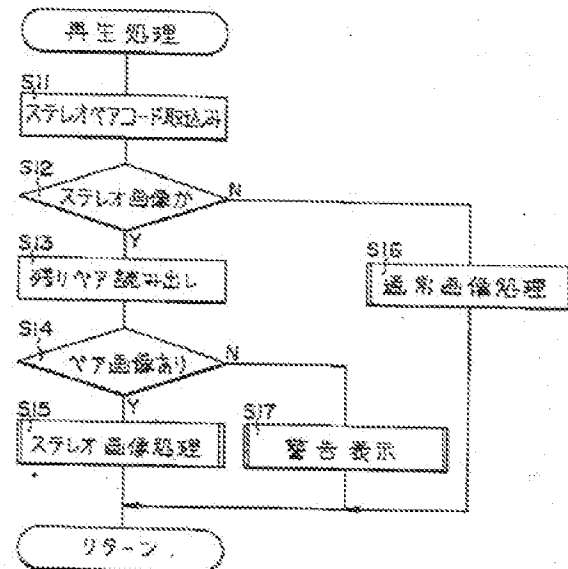 再生処理
S11
ステレオペアコード取込み
S12
ステレオ画像か
N
Y
S13
残りペア読み出し
S16
通常画像処理
S14
ペア画像あり
N
Y
S15
ステレオ画像処理
S17
警告表示
リターン